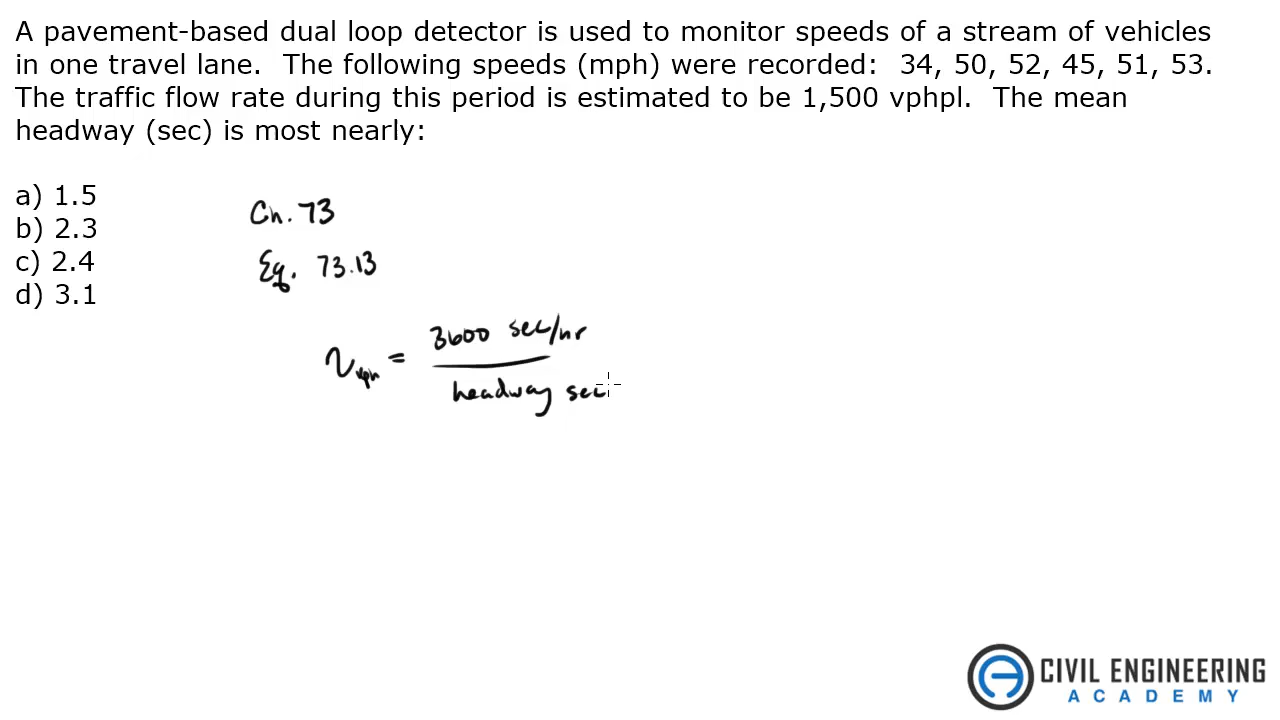 A pavement-based dual loop detector is used to monitor speeds of a stream of vehicles
in one travel lane.  The following speeds (mph) were recorded:  34, 50, 52, 45, 51, 53.
The traffic flow rate during this period is estimated to be 1,500 vphpl.  The mean
headway (sec) is most nearly:
a) 1.5
b) 2.3
c) 2.4
d) 3.1
Ch. 73
Eq. 73.13
V vph = 3600 sec/hr
headway sec
CIVIL ENGINEERING
ACADEMY